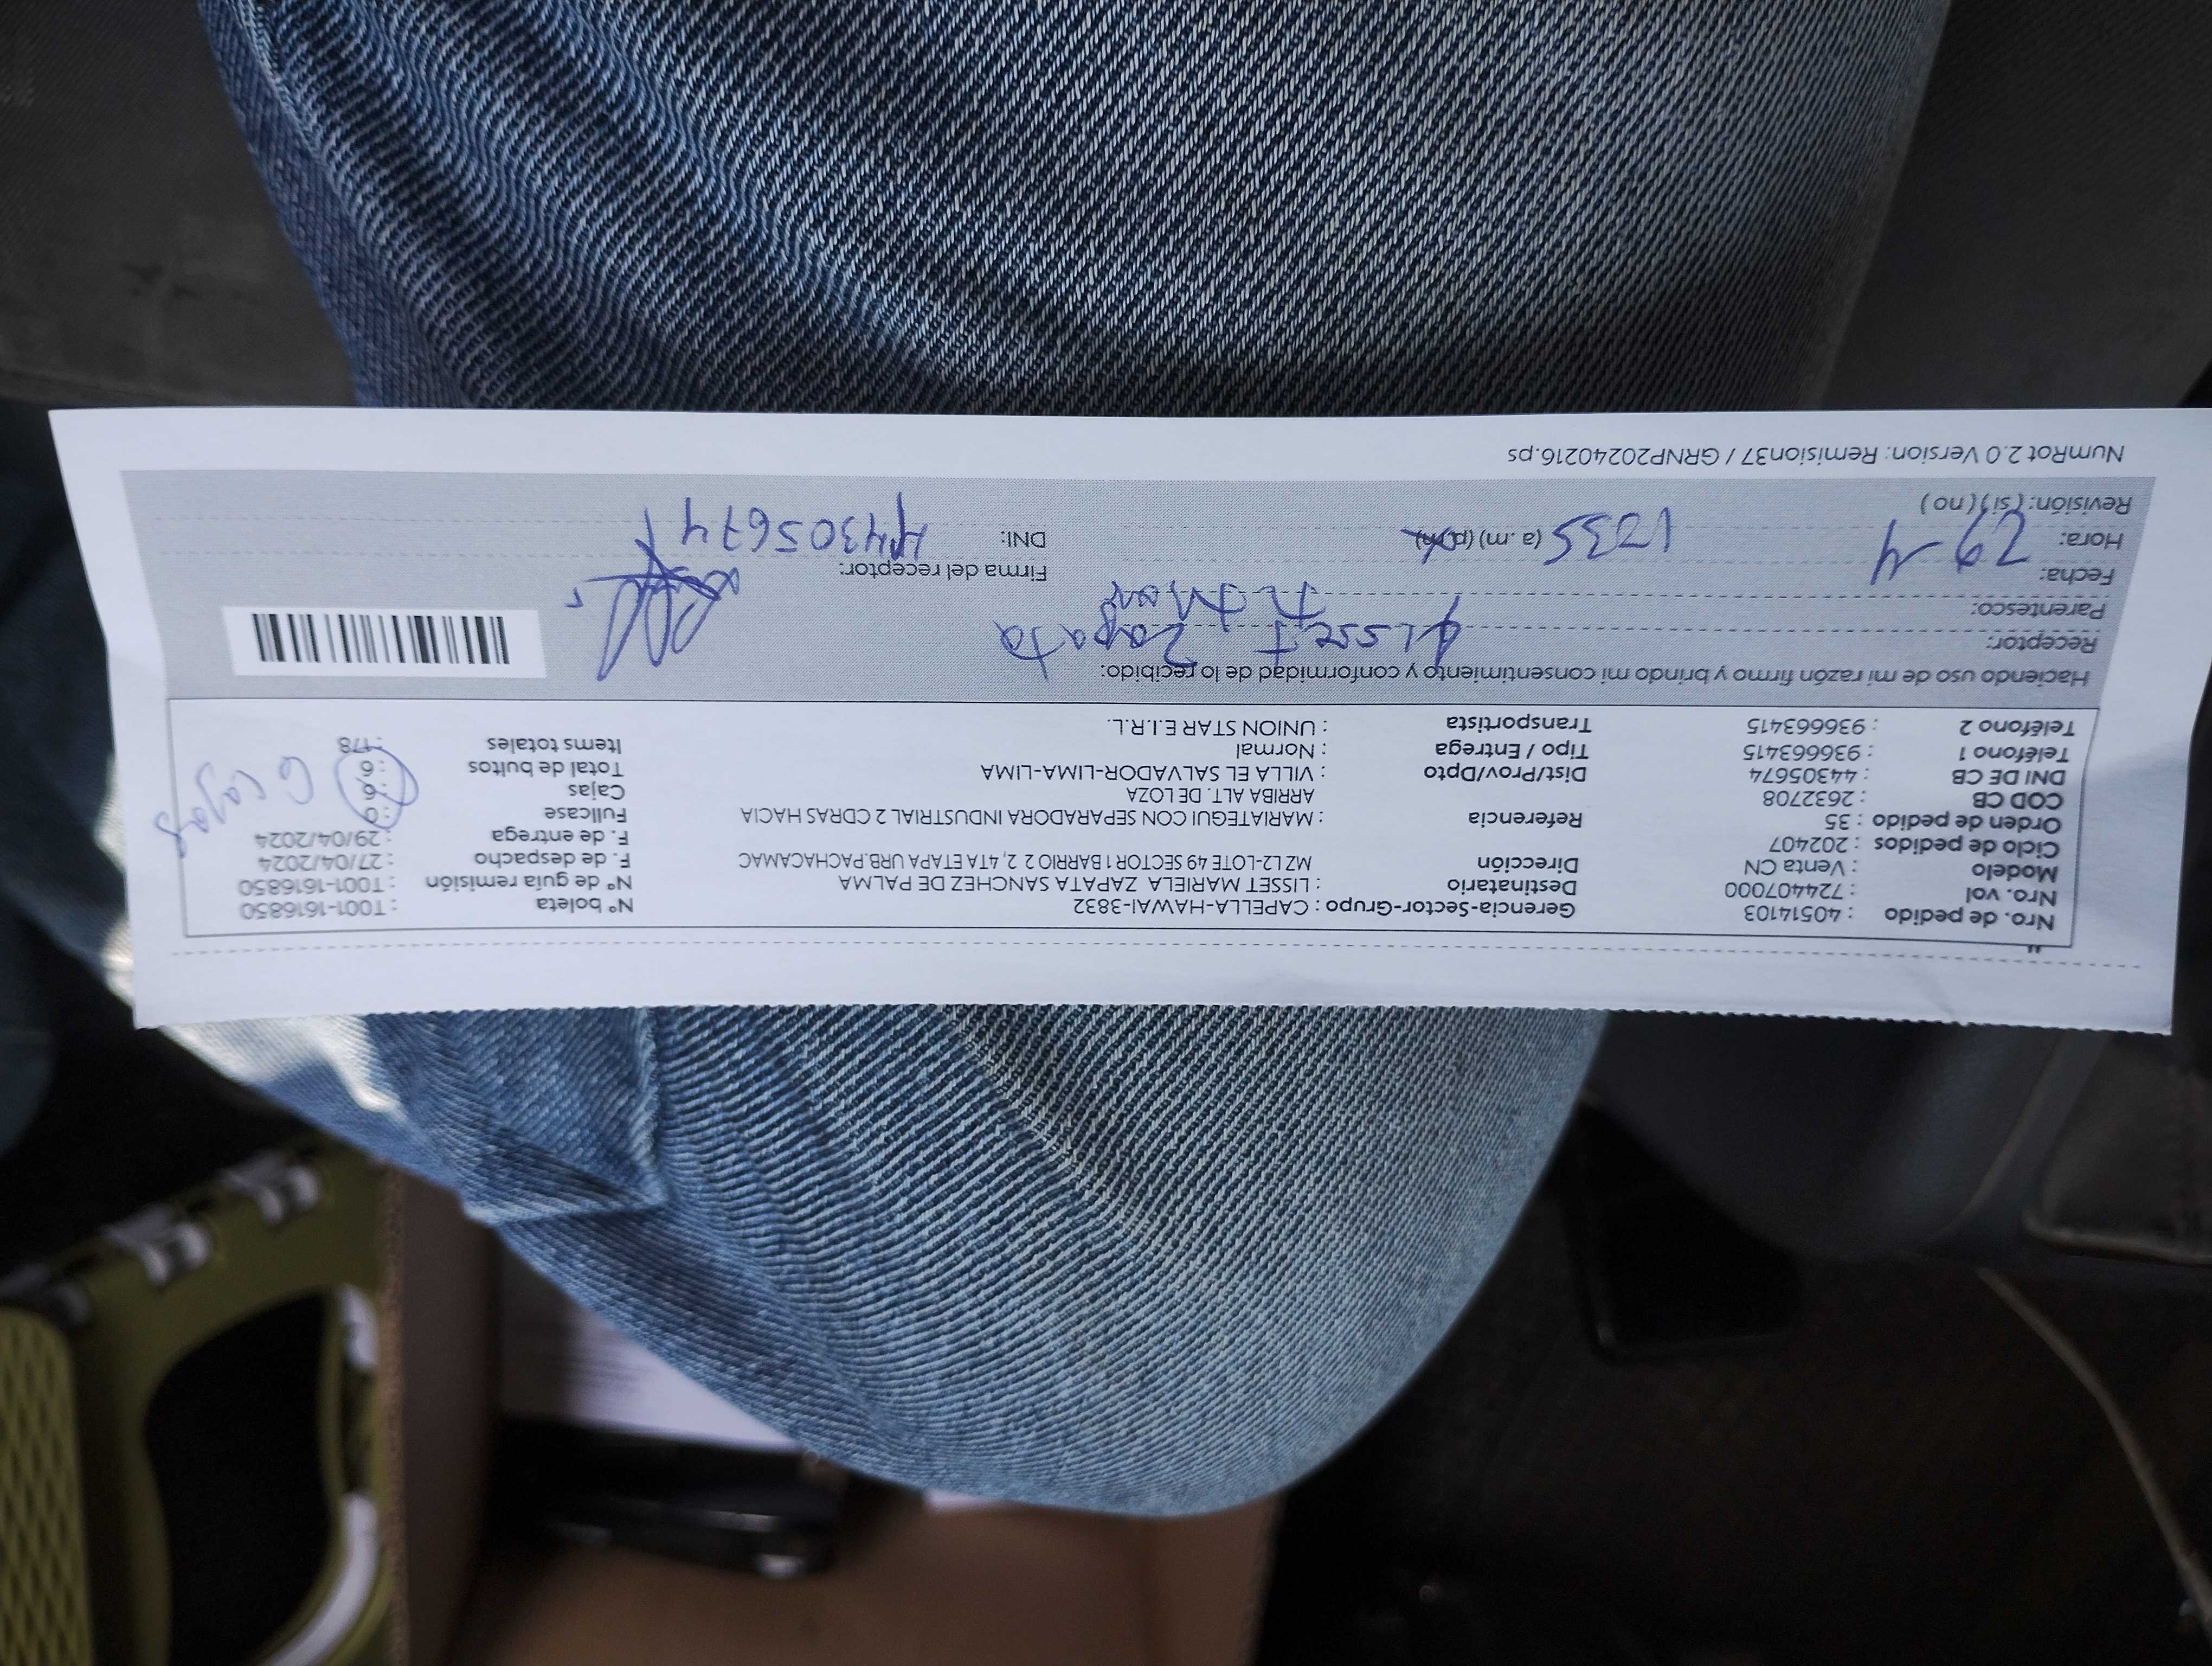 Nro. de pedido : 40514103 Gerencia-Sector-Grupo : CAPELLA-HAWAI-3832 N° boleta : T001-1616850
Nro. vol : 724407000 Destinatario : LISSET MARIELA ZAPATA SANCHEZ DE PALMA N° de guía remisión : T001-1616850
Modelo : Venta CN Dirección MZ L2-LOTE 49 SECTOR 1 BARRIO 2 2, 4TA ETAPA URB.PACHACAMAC F. de despacho : 27/04/2024
Ciclo de pedidos : 202407 F. de entrega : 29/04/2024
Orden de pedido : 35 Referencia : MARIATEGUI CON SEPARADORA INDUSTRIAL 2 CDRAS HACIA Fullcase : 0
COD CB : 2632708 ARRIBA ALT. DE LOZA Cajas : 6 6 Cajas
DNI DE CB : 44305674 Dist/Prov/Dpto : VILLA EL SALVADOR-LIMA-LIMA Total de bultos : 6
Teléfono 1 : 936663415 Tipo / Entrega : Normal Items totales : 178
Teléfono 2 : 936663415 Transportista : UNION STAR E.I.R.L.
Haciendo uso de mi razón firmo y brindo mi consentimiento y conformidad de lo recibido:
Receptor: Lisset Zapata
Parentesco:
Fecha: 29-4 Firma del receptor:
Hora: 1235 (a.m) (p.m) DNI: 44305674
Revisión: (si) (no)
NumRot 2.0 Version: Remision37 / GRNP20240216.ps